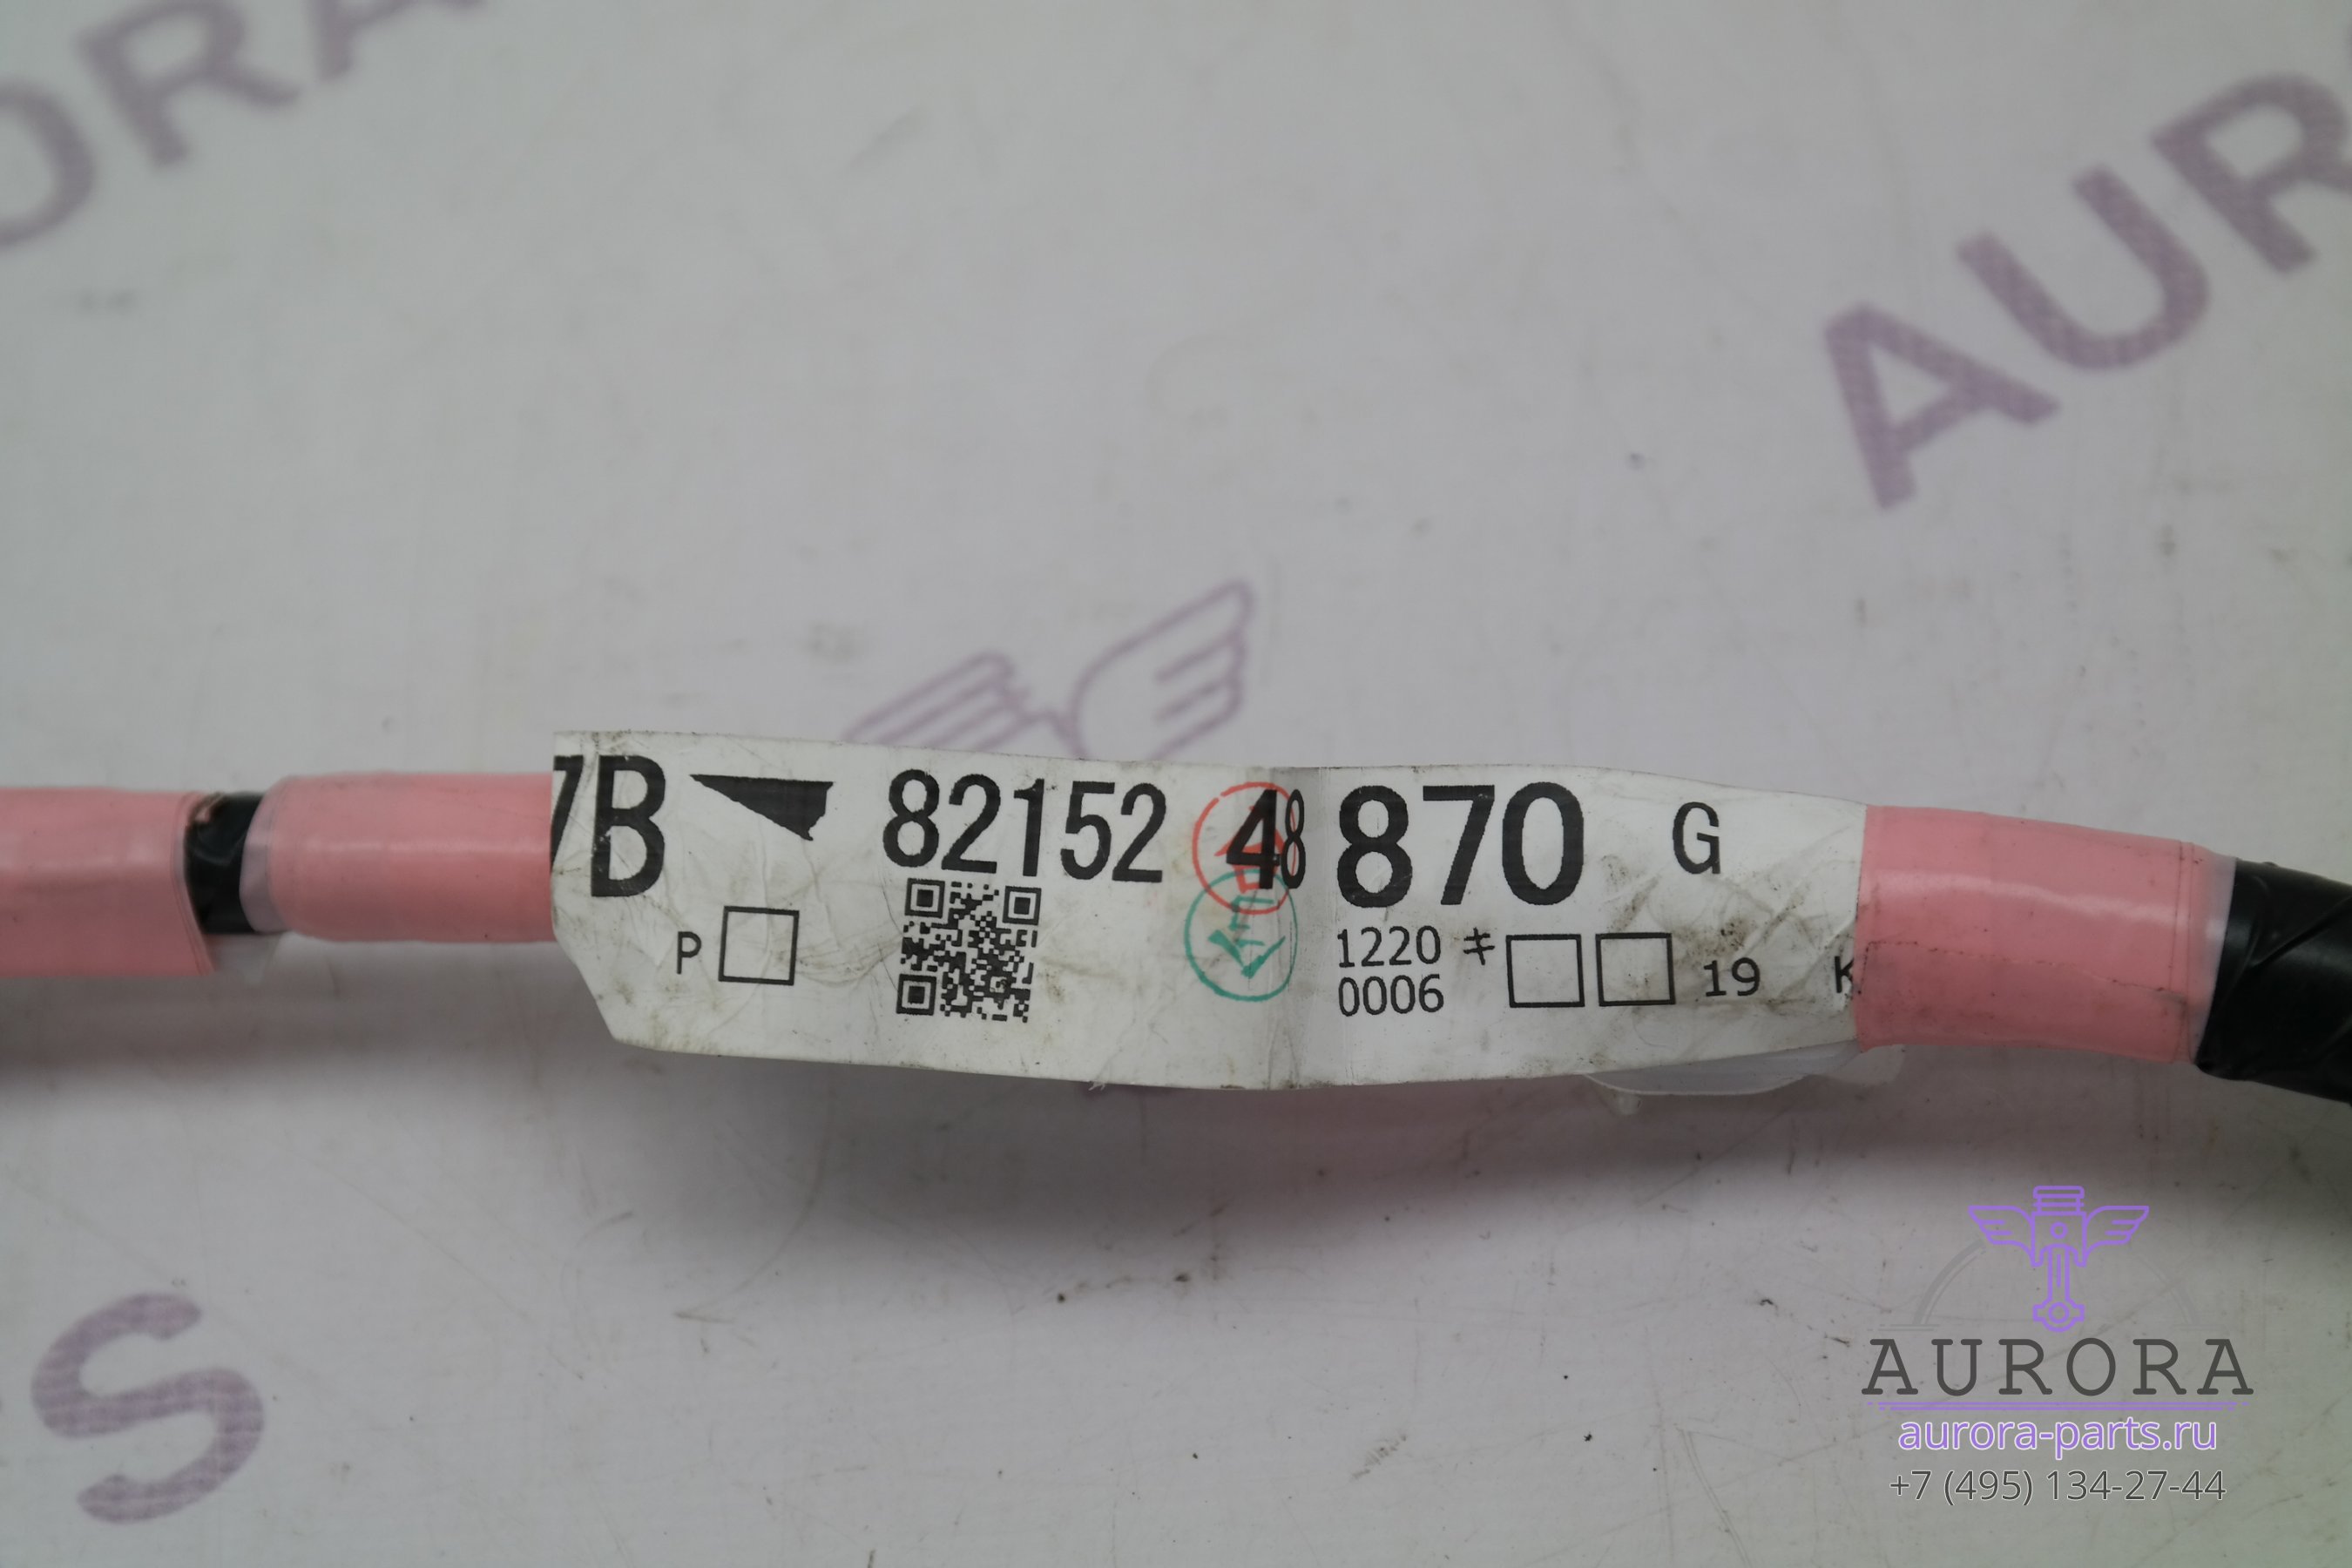 7B 82152 48 870 G
P 1220 キ 19 K
0006
AURORA
aurora-parts.ru
+7 (495) 134-27-44